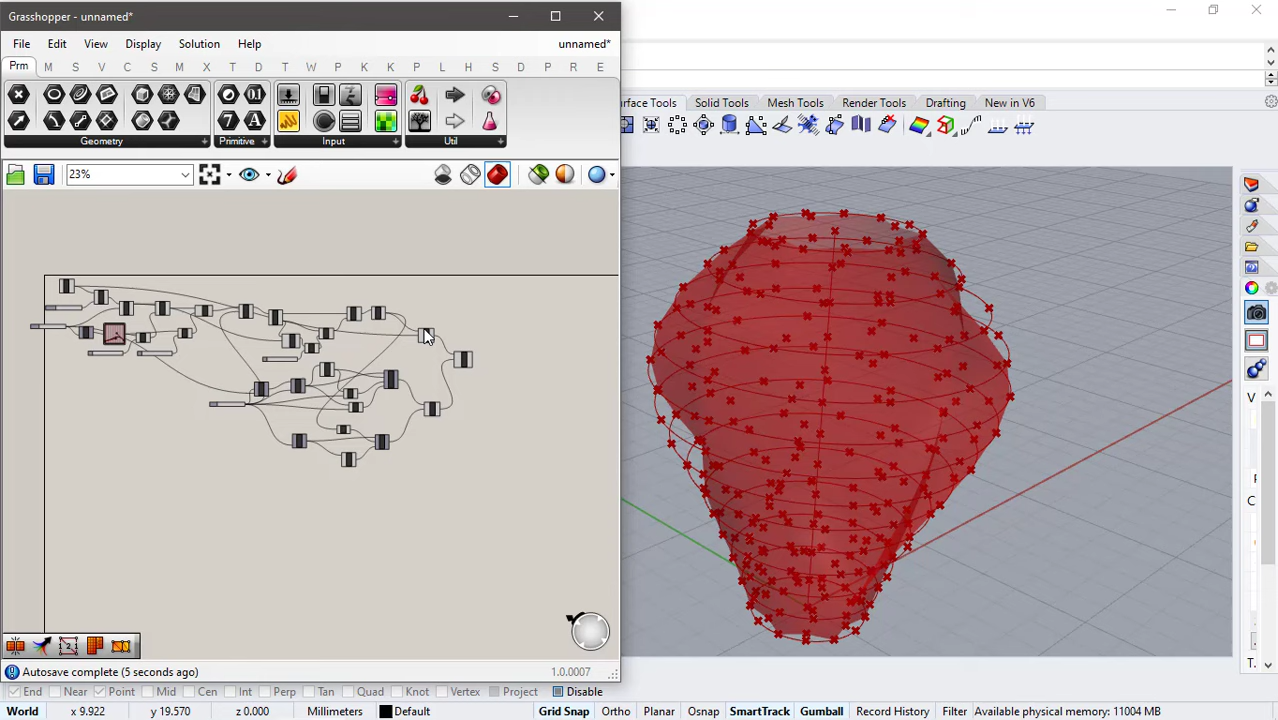 Grasshopper - unnamed*
File Edit View Display Solution Help unnamed*
Prm M S V C S M X D T W P K K P L H S D P R E
Geometry Primitive Input Util
23%
Autosave complete (5 seconds ago) 1.0.0007
urface Tools Solid Tools Mesh Tools Render Tools Drafting New in V6
V
C
T.
End Near Point Mid Cen Int Perp Tan Quad Knot Vertex Project Disable
World x 9.922 y 19.570 z 0.000 Millimeters Default Grid Snap Ortho Planar Osnap SmartTrack Gumball Record History Filter Available physical memory: 11004 MB